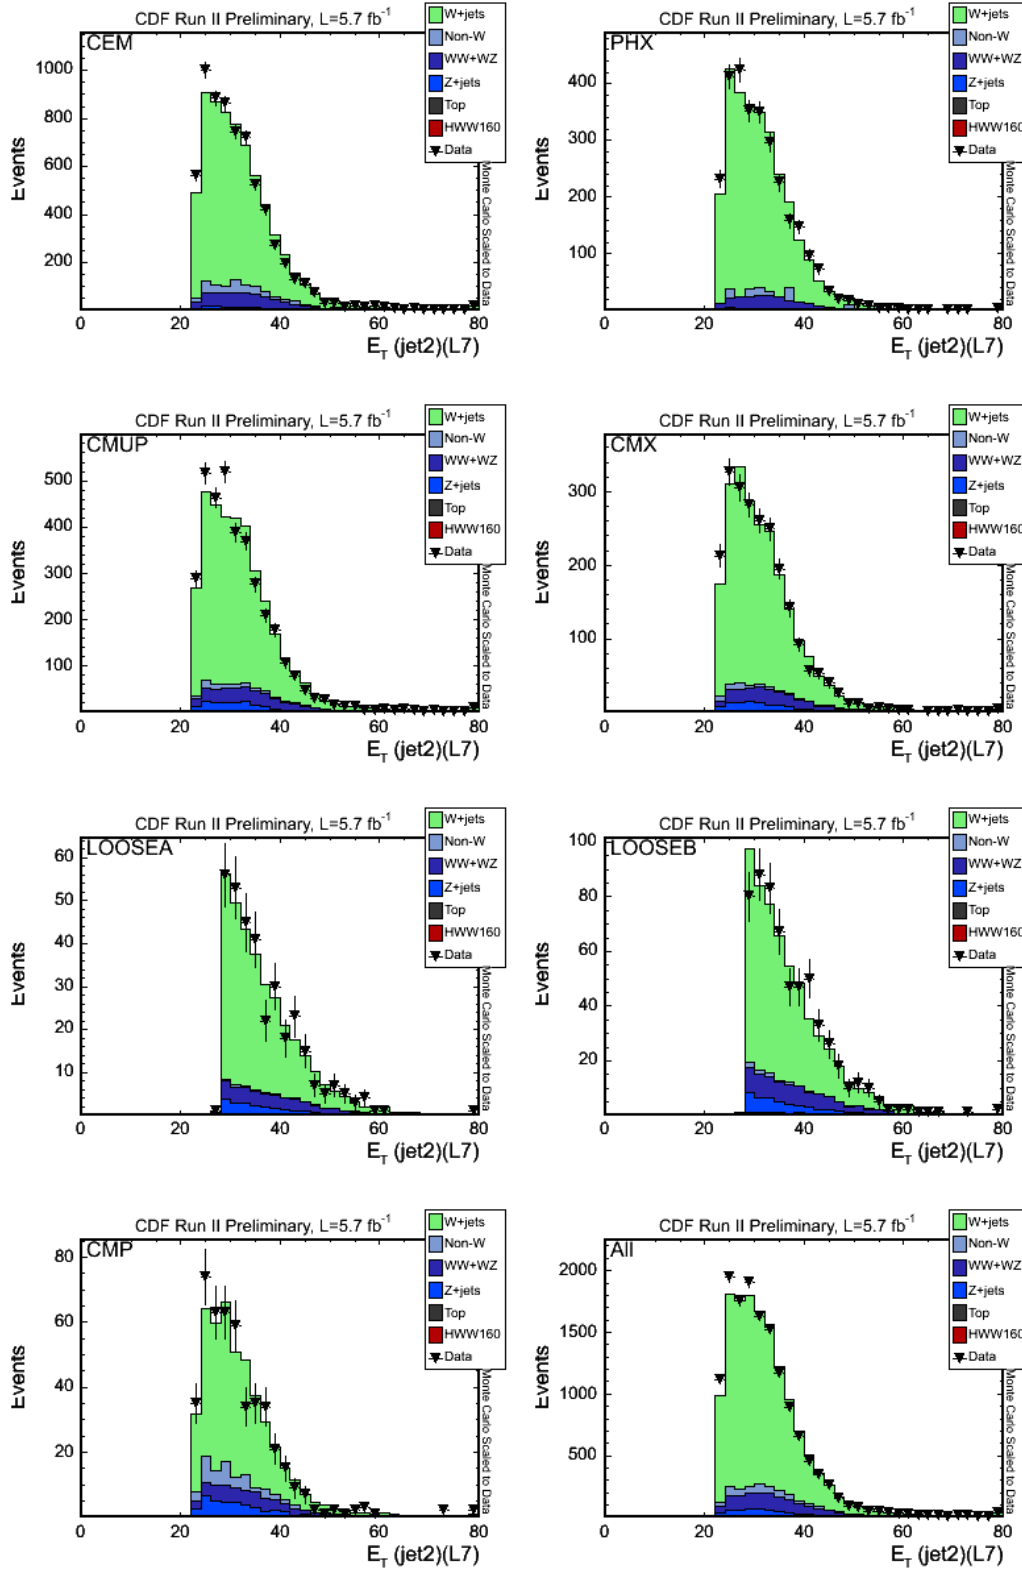 CDF Run II Preliminary, L=5.7 fb-1
CEM
Events
1000
800
600
400
200
0
20
40
60
80
ET (jet2)(L7)
W+jets
Non-W
WW+WZ
Z+jets
Top
HWW160
Data
Monte Carlo Scaled to Data
CDF Run II Preliminary, L=5.7 fb-1
PHX
Events
400
300
200
100
0
20
40
60
80
ET (jet2)(L7)
W+jets
Non-W
WW+WZ
Z+jets
Top
HWW160
Data
Monte Carlo Scaled to Data
CDF Run II Preliminary, L=5.7 fb-1
CMUP
Events
500
400
300
200
100
0
20
40
60
80
ET (jet2)(L7)
W+jets
Non-W
WW+WZ
Z+jets
Top
HWW160
Data
Monte Carlo Scaled to Data
CDF Run II Preliminary, L=5.7 fb-1
CMX
Events
300
200
100
0
20
40
60
80
ET (jet2)(L7)
W+jets
Non-W
WW+WZ
Z+jets
Top
HWW160
Data
Monte Carlo Scaled to Data
CDF Run II Preliminary, L=5.7 fb-1
LOOSEA
Events
60
50
40
30
20
10
0
20
40
60
80
ET (jet2)(L7)
W+jets
Non-W
WW+WZ
Z+jets
Top
HWW160
Data
Monte Carlo Scaled to Data
CDF Run II Preliminary, L=5.7 fb-1
LOOSEB
Events
100
80
60
40
20
0
20
40
60
80
ET (jet2)(L7)
W+jets
Non-W
WW+WZ
Z+jets
Top
HWW160
Data
Monte Carlo Scaled to Data
CDF Run II Preliminary, L=5.7 fb-1
CMP
Events
80
60
40
20
0
20
40
60
80
ET (jet2)(L7)
W+jets
Non-W
WW+WZ
Z+jets
Top
HWW160
Data
Monte Carlo Scaled to Data
CDF Run II Preliminary, L=5.7 fb-1
All
Events
2000
1500
1000
500
0
20
40
60
80
ET (jet2)(L7)
W+jets
Non-W
WW+WZ
Z+jets
Top
HWW160
Data
Monte Carlo Scaled to Data